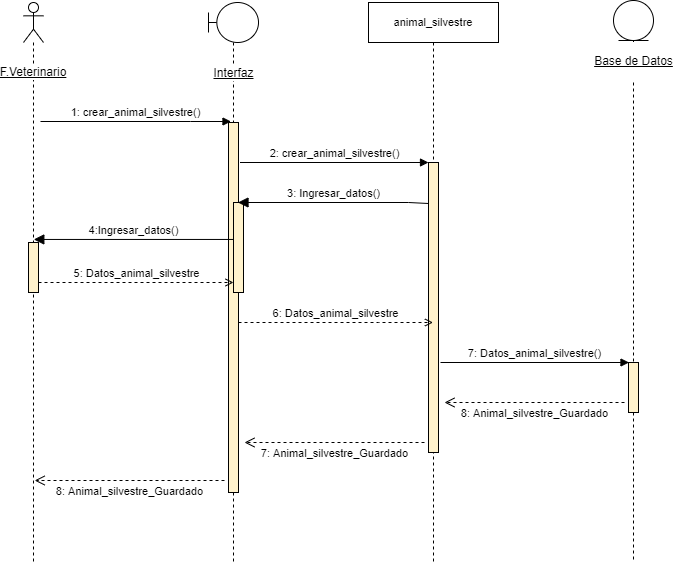 animal_silvestre
F.Veterinario
Interfaz
Base de Datos
1: crear_animal_silvestre()
2: crear_animal_silvestre()
3: Ingresar_datos()
4:Ingresar_datos()
5: Datos_animal_silvestre
6: Datos_animal_silvestre
7: Datos_animal_silvestre()
8: Animal_silvestre_Guardado
7: Animal_silvestre_Guardado
8: Animal_silvestre_Guardado